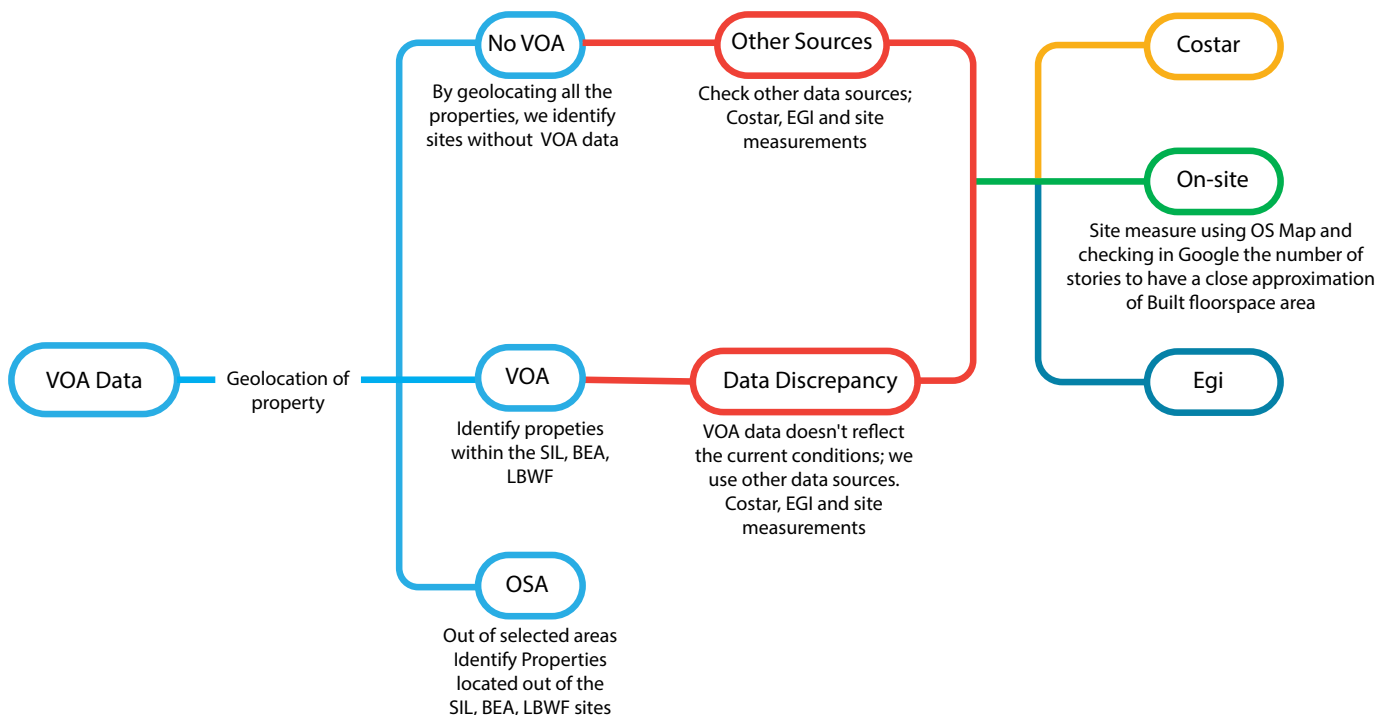 No VOA
By geolocating all the
properties, we identify
sites without VOA data
Other Sources
Check other data sources;
Costar, EGI and site
measurements
Costar
On-site
Site measure using OS Map and
checking in Google the number of
stories to have a close approximation
of Built floorspace area
VOA Data
Geolocation of
property
VOA
Identify propeties
within the SIL, BEA,
LBWF
Data Discrepancy
VOA data doesn't reflect
the current conditions; we
use other data sources.
Costar, EGI and site
measurements
Egi
OSA
Out of selected areas
Identify Properties
located out of the
SIL, BEA, LBWF sites